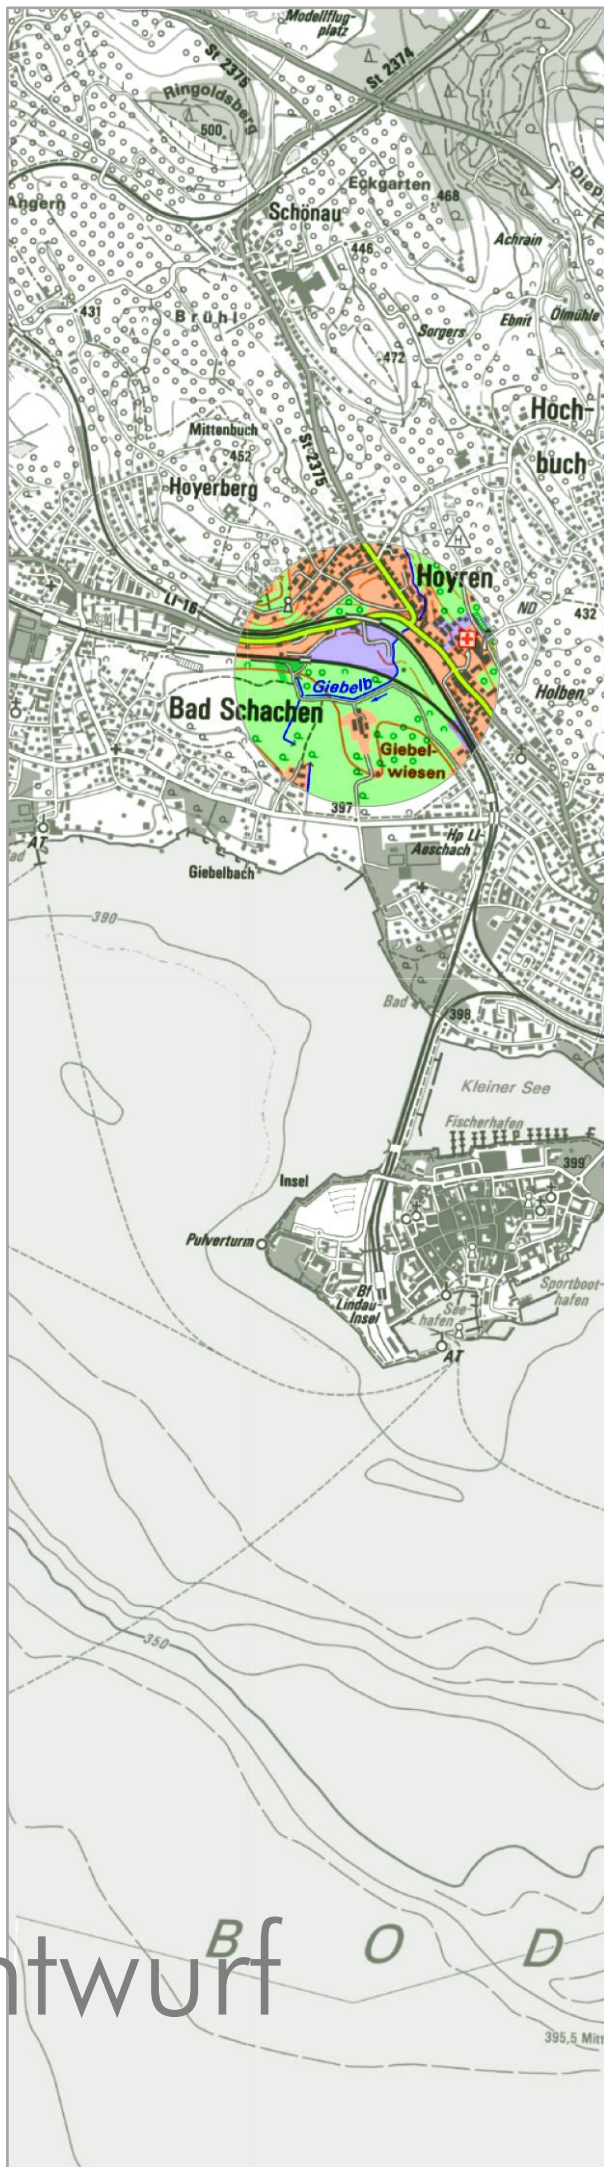 Modellflug-
platz
St 2375
St 2374
Ringoldsberg
500
Eckgarten
468
Angern
Schönau
Achrain
446
431
Brühl
Sorgers
Ebnit
Ölmühle
472
Hoch-
buch
Mittenbuch
452
St 2375
Hoyerberg
H
Hoyren
LI-16
ND
432
Giebelb
Holben
Bad Schachen
Giebel-
wiesen
397
Hp LI-
Aeschach
AT
ad
Giebelbach
390
Bad
398
Kleiner See
Fischerhafen
399
Insel
Pulverturm
Bf
Lindau-
Insel
See-
hafen
Sportboot-
hafen
AT
350
B O D
ntwurf
395,5 Mitt